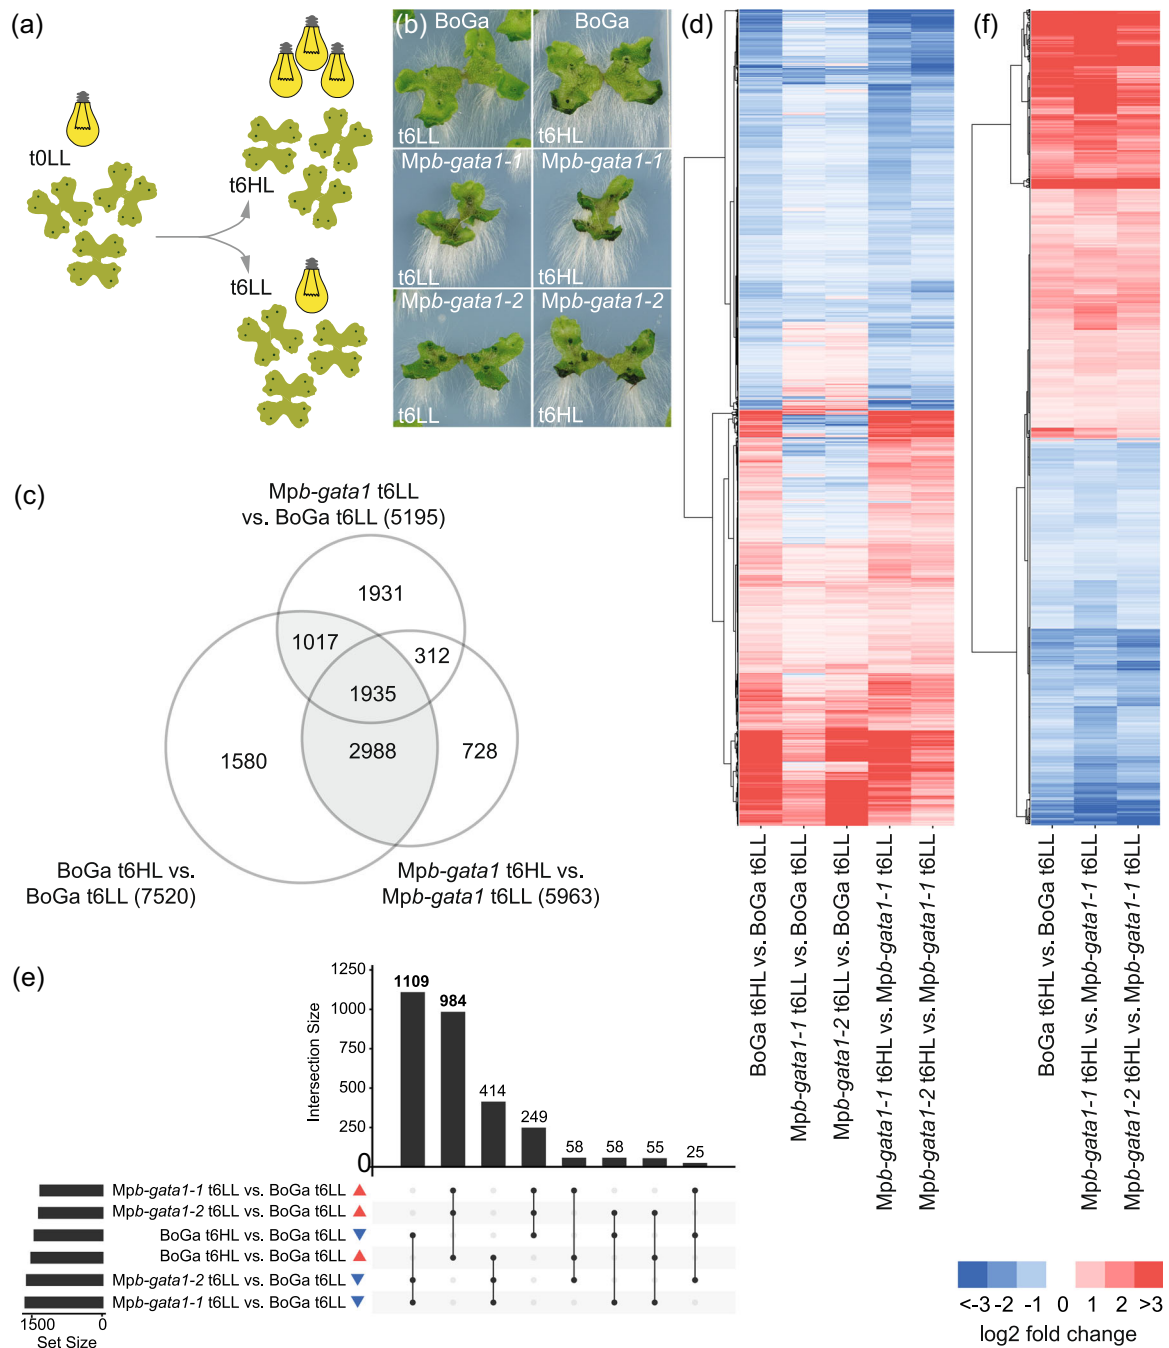 (a)
t0LL
t6HL
t6LL
(b)
BoGa
BoGa
t6LL
t6HL
Mpb-gata1-1
Mpb-gata1-1
t6LL
t6HL
Mpb-gata1-2
Mpb-gata1-2
t6LL
t6HL
(c)
Mpb-gata1 t6LL
vs. BoGa t6LL (5195)
1931
1017
312
1935
1580
2988
728
BoGa t6HL vs.
BoGa t6LL (7520)
Mpb-gata1 t6HL vs.
Mpb-gata1 t6LL (5963)
(d)
BoGa t6HL vs. BoGa t6LL
Mpb-gata1-1 t6LL vs. BoGa t6LL
Mpb-gata1-2 t6LL vs. BoGa t6LL
Mpb-gata1-1 t6HL vs. Mpb-gata1-1 t6LL
Mpb-gata1-2 t6HL vs. Mpb-gata1-1 t6LL
(e)
Intersection Size
1250
1000
750
500
250
0
1109
984
414
249
58
58
55
25
Mpb-gata1-1 t6LL vs. BoGa t6LL
Mpb-gata1-2 t6LL vs. BoGa t6LL
BoGa t6HL vs. BoGa t6LL
BoGa t6HL vs. BoGa t6LL
Mpb-gata1-2 t6LL vs. BoGa t6LL
Mpb-gata1-1 t6LL vs. BoGa t6LL
1500 0
Set Size
(f)
BoGa t6HL vs. BoGa t6LL
Mpb-gata1-1 t6HL vs. Mpb-gata1-1 t6LL
Mpb-gata1-2 t6HL vs. Mpb-gata1-1 t6LL
<-3 -2 -1 0 1 2 >3
log2 fold change